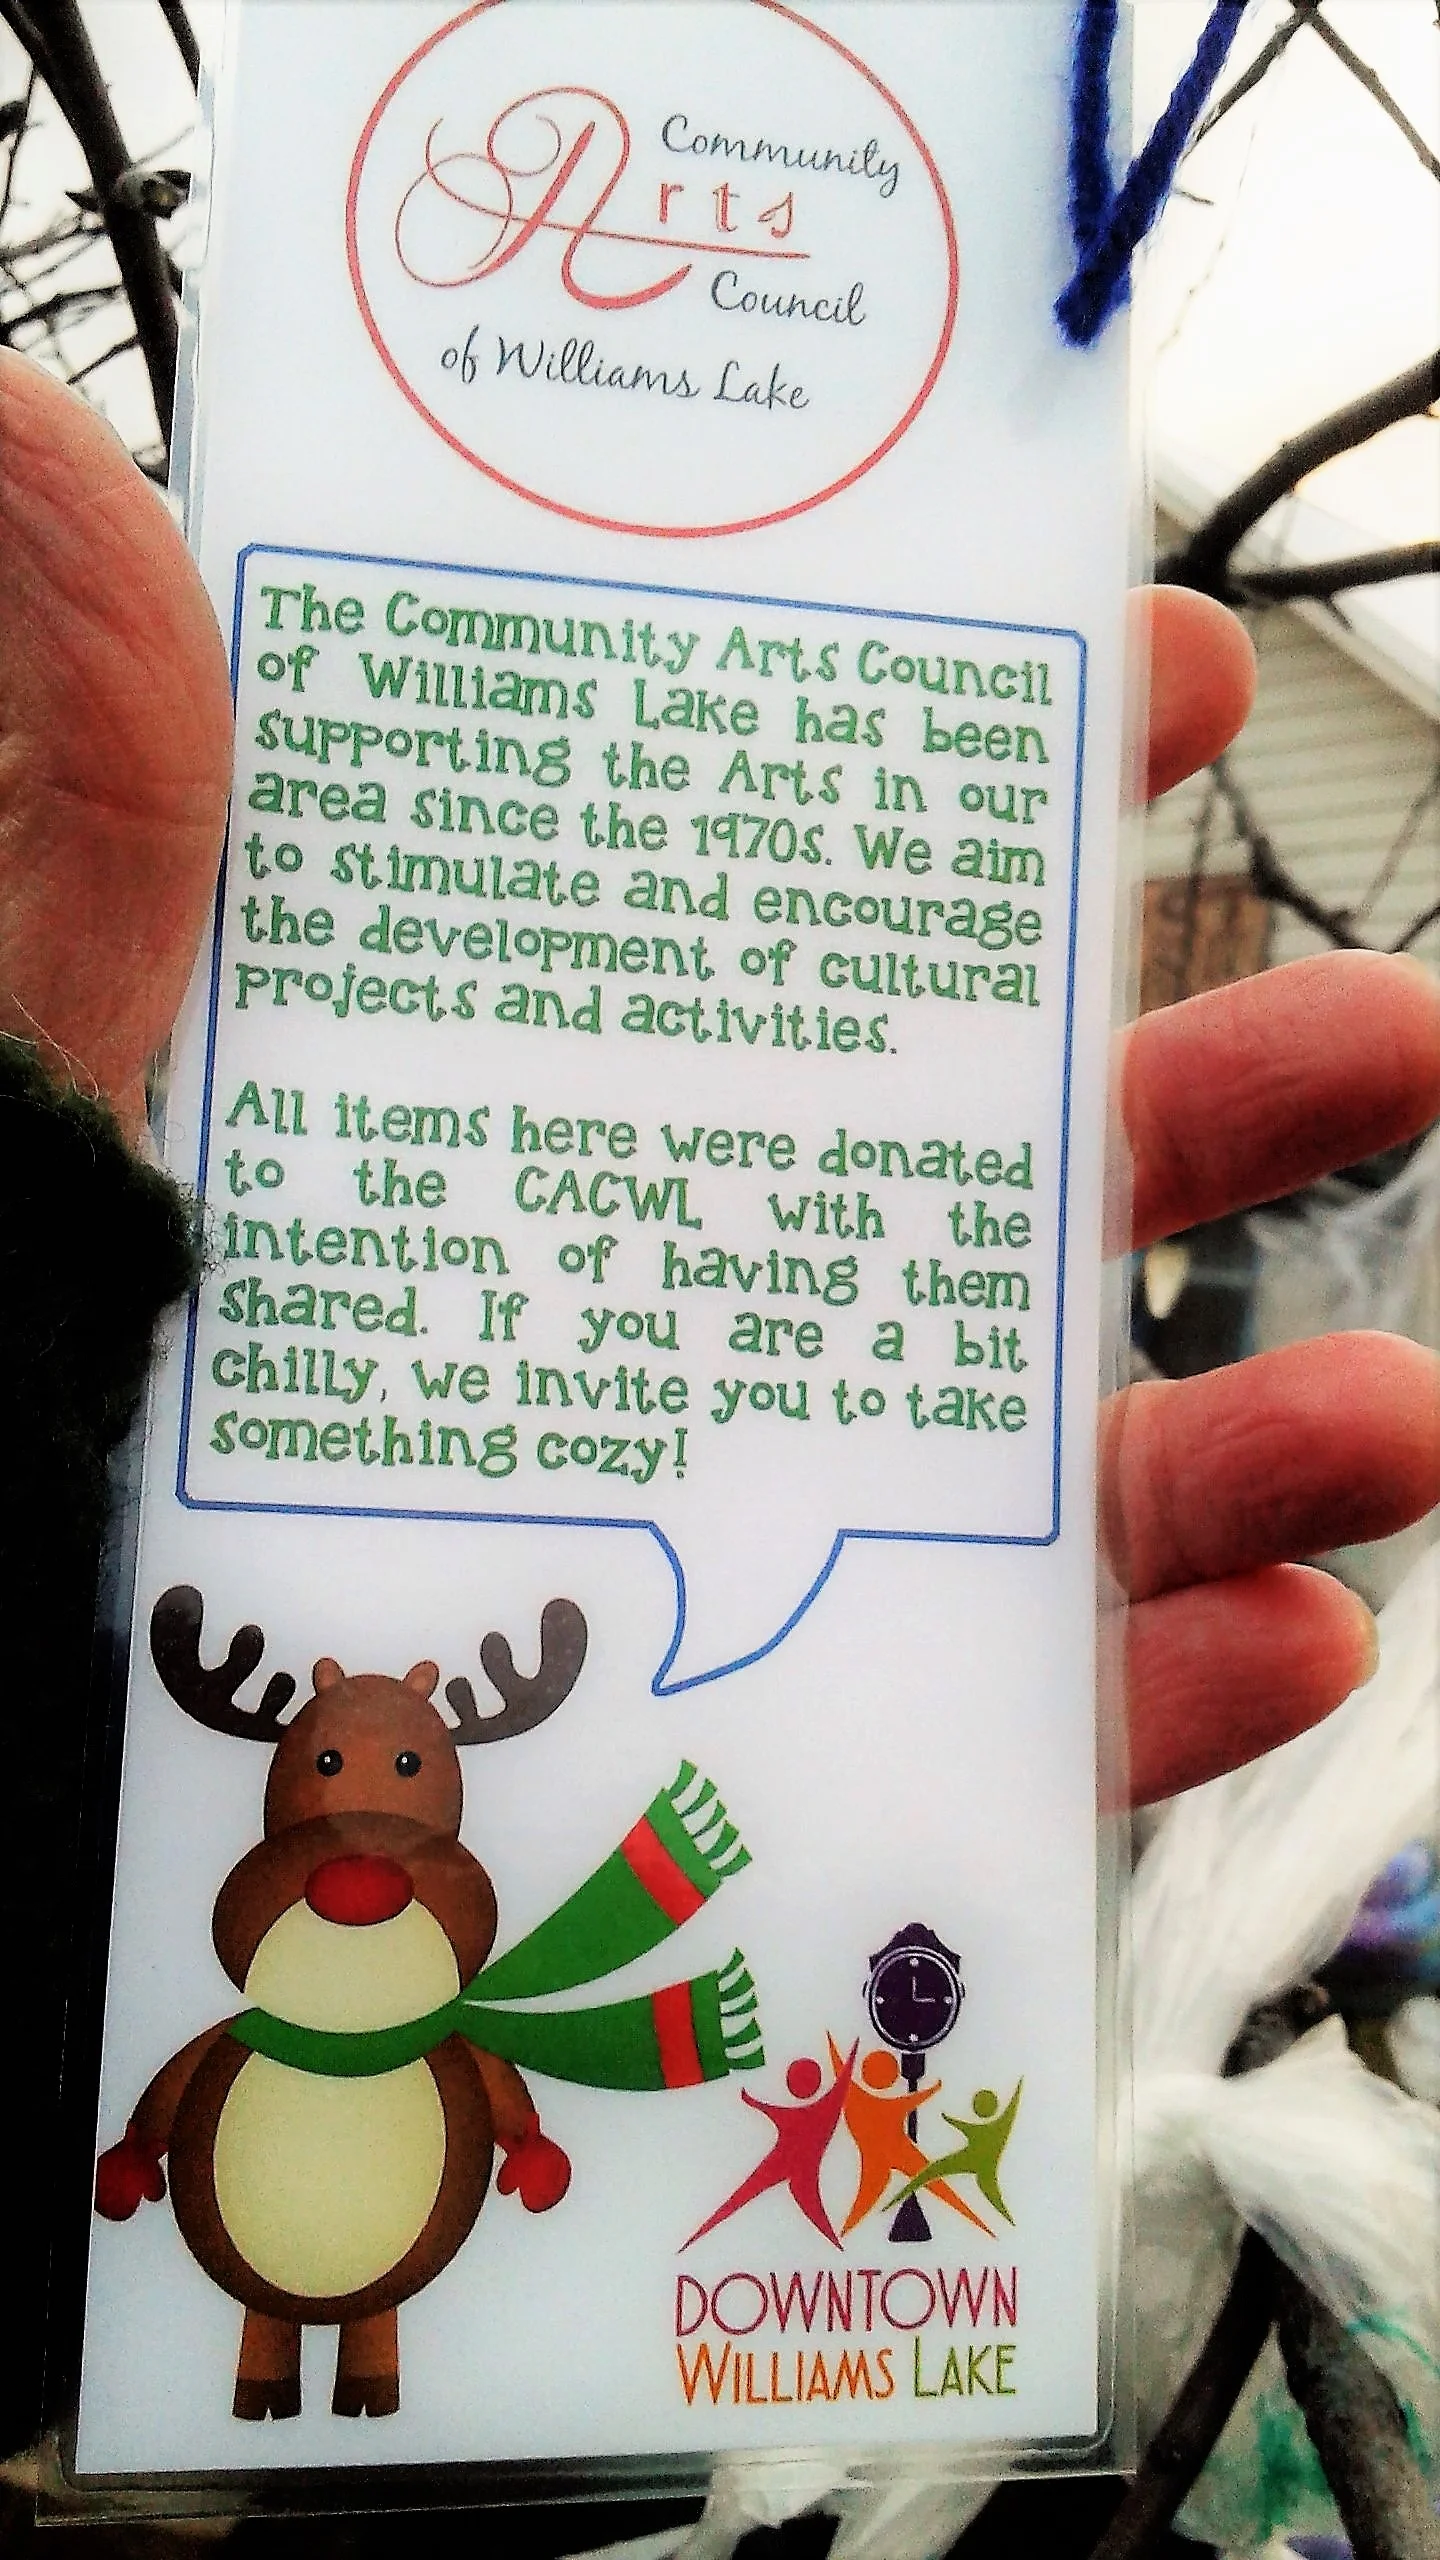 Community
Arts
Council
of Williams Lake
The Community Arts Council
of Williams Lake has been
supporting the Arts in our
area since the 1970s. We aim
to stimulate and encourage
the development of cultural
projects and activities.
All items here were donated
to the CACWL with the
intention of having them
shared. If you are a bit
chilly, we invite you to take
something cozy!
DOWNTOWN
WILLIAMS LAKE